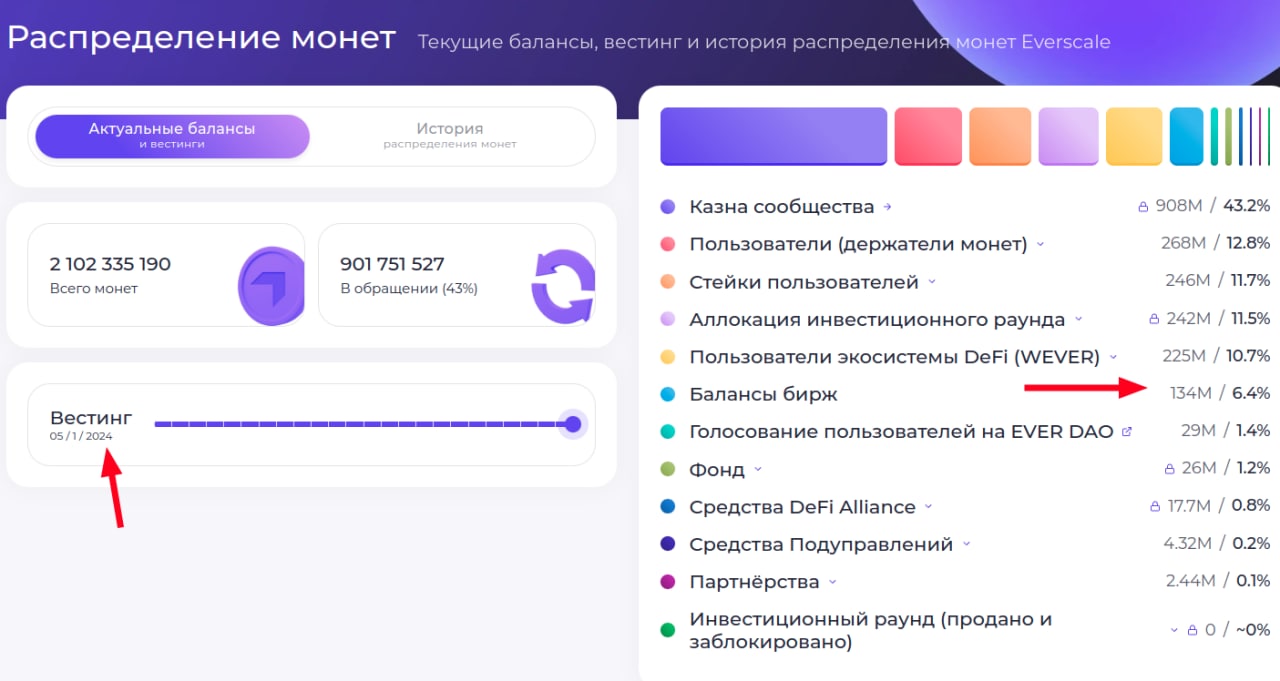 Распределение монет Текущие балансы, вестинг и история распределения монет Everscale
Актуальные балансы
и вестинги
История
распределения монет
2 102 335 190
Всего монет
901 751 527
В обращении (43%)
Вестинг
05 / 1 / 2024
Казна сообщества 908M / 43.2%
Пользователи (держатели монет) 268M / 12.8%
Стейки пользователей 246M / 11.7%
Аллокация инвестиционного раунда 242M / 11.5%
Пользователи экосистемы DeFi (WEVER) 225M / 10.7%
Балансы бирж 134M / 6.4%
Голосование пользователей на EVER DAO 29M / 1.4%
Фонд 26M / 1.2%
Средства DeFi Alliance 17.7M / 0.8%
Средства Подуправлений 4.32M / 0.2%
Партнёрства 2.44M / 0.1%
Инвестиционный раунд (продано и
заблокировано) 0 / ~0%